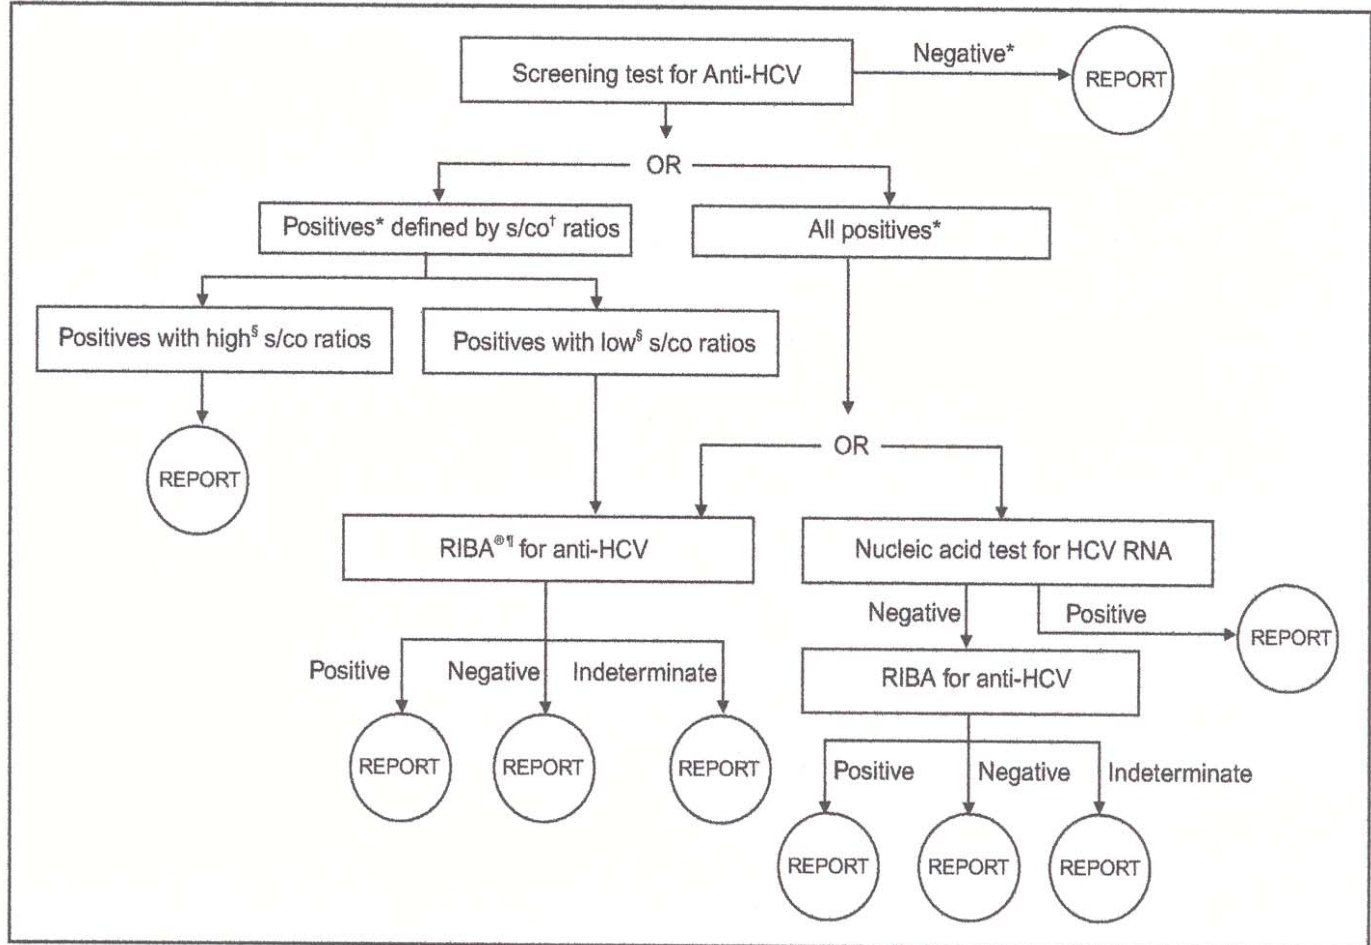 Screening test for Anti-HCV
Negative*
REPORT
OR
Positives* defined by s/co† ratios
All positives*
Positives with high§ s/co ratios
Positives with low§ s/co ratios
REPORT
OR
RIBA®¶ for anti-HCV
Nucleic acid test for HCV RNA
Negative
Positive
REPORT
Positive
Negative
Indeterminate
RIBA for anti-HCV
REPORT
REPORT
REPORT
Positive
Negative
Indeterminate
REPORT
REPORT
REPORT